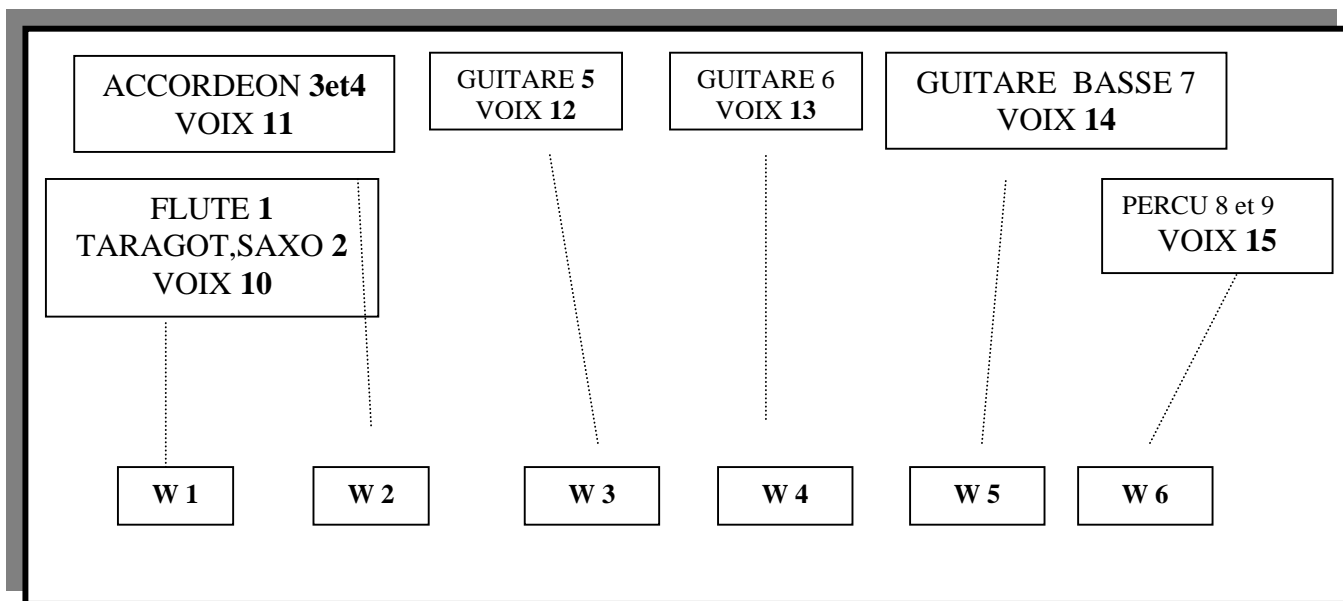 ACCORDEON 3et4
VOIX 11
GUITARE 5
VOIX 12
GUITARE 6
VOIX 13
GUITARE BASSE 7
VOIX 14
FLUTE 1
TARAGOT,SAXO 2
VOIX 10
PERCU 8 et 9
VOIX 15
W 1
W 2
W 3
W 4
W 5
W 6